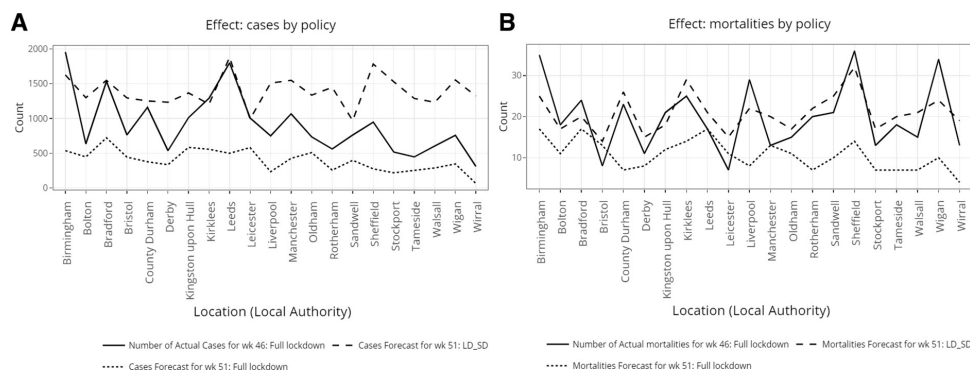 A
Effect: cases by policy
2000
1500
1000
500
0
Count
Birmingham
Bolton
Bradford
Bristol
County Durham
Derby
Kingston upon Hull
Kirklees
Leeds
Leicester
Liverpool
Manchester
Oldham
Rotherham
Sandwell
Sheffield
Stockport
Tameside
Walsall
Wigan
Wirral
Location (Local Authority)
Number of Actual Cases for wk 46: Full lockdown
Cases Forecast for wk 51: LD_SD
Cases Forecast for wk 51: Full lockdown
B
Effect: mortalities by policy
30
20
10
Count
Birmingham
Bolton
Bradford
Bristol
County Durham
Derby
Kingston upon Hull
Kirklees
Leeds
Leicester
Liverpool
Manchester
Oldham
Rotherham
Sandwell
Sheffield
Stockport
Tameside
Walsall
Wigan
Wirral
Location (Local Authority)
Number of Actual mortalities for wk 46: Full lockdown
Mortalities Forecast for wk 51: LD_SD
Mortalities Forecast for wk 51: Full lockdown